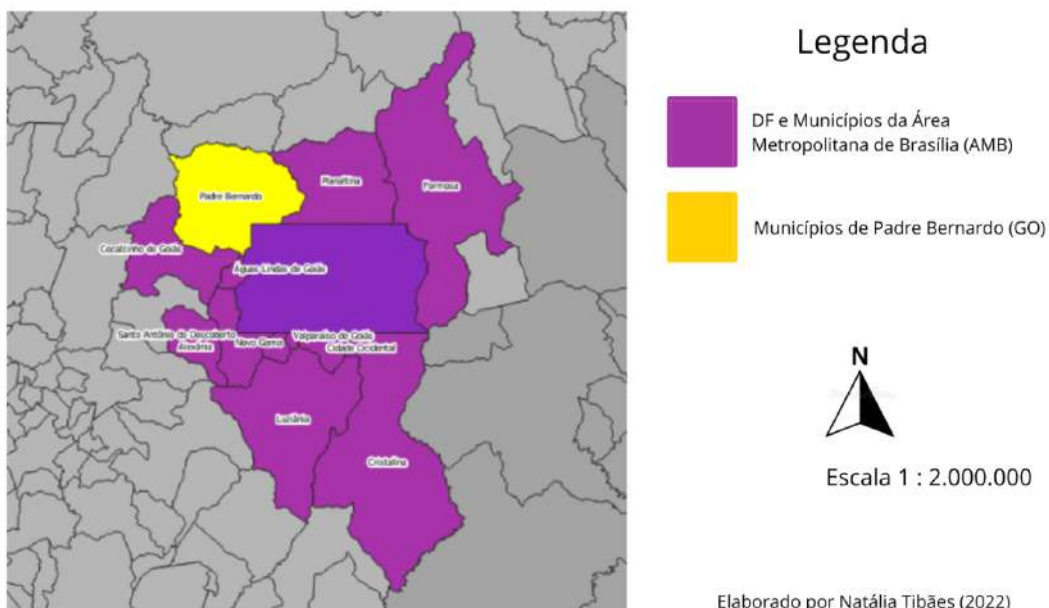 Legenda
DF e Municípios da Área
Metropolitana de Brasília (AMB)
Municípios de Padre Bernardo (GO)
N
Escala 1 : 2.000.000
Elaborado por Natália Tibães (2022)
Planaltina
Formosa
Padre Bernardo
Cocalzinho de Goiás
Águas Lindas de Goiás
Santo Antônio do Descoberto
Valparaíso de Goiás
Alexânia
Novo Gama
Cidade Ocidental
Luziânia
Cristalina